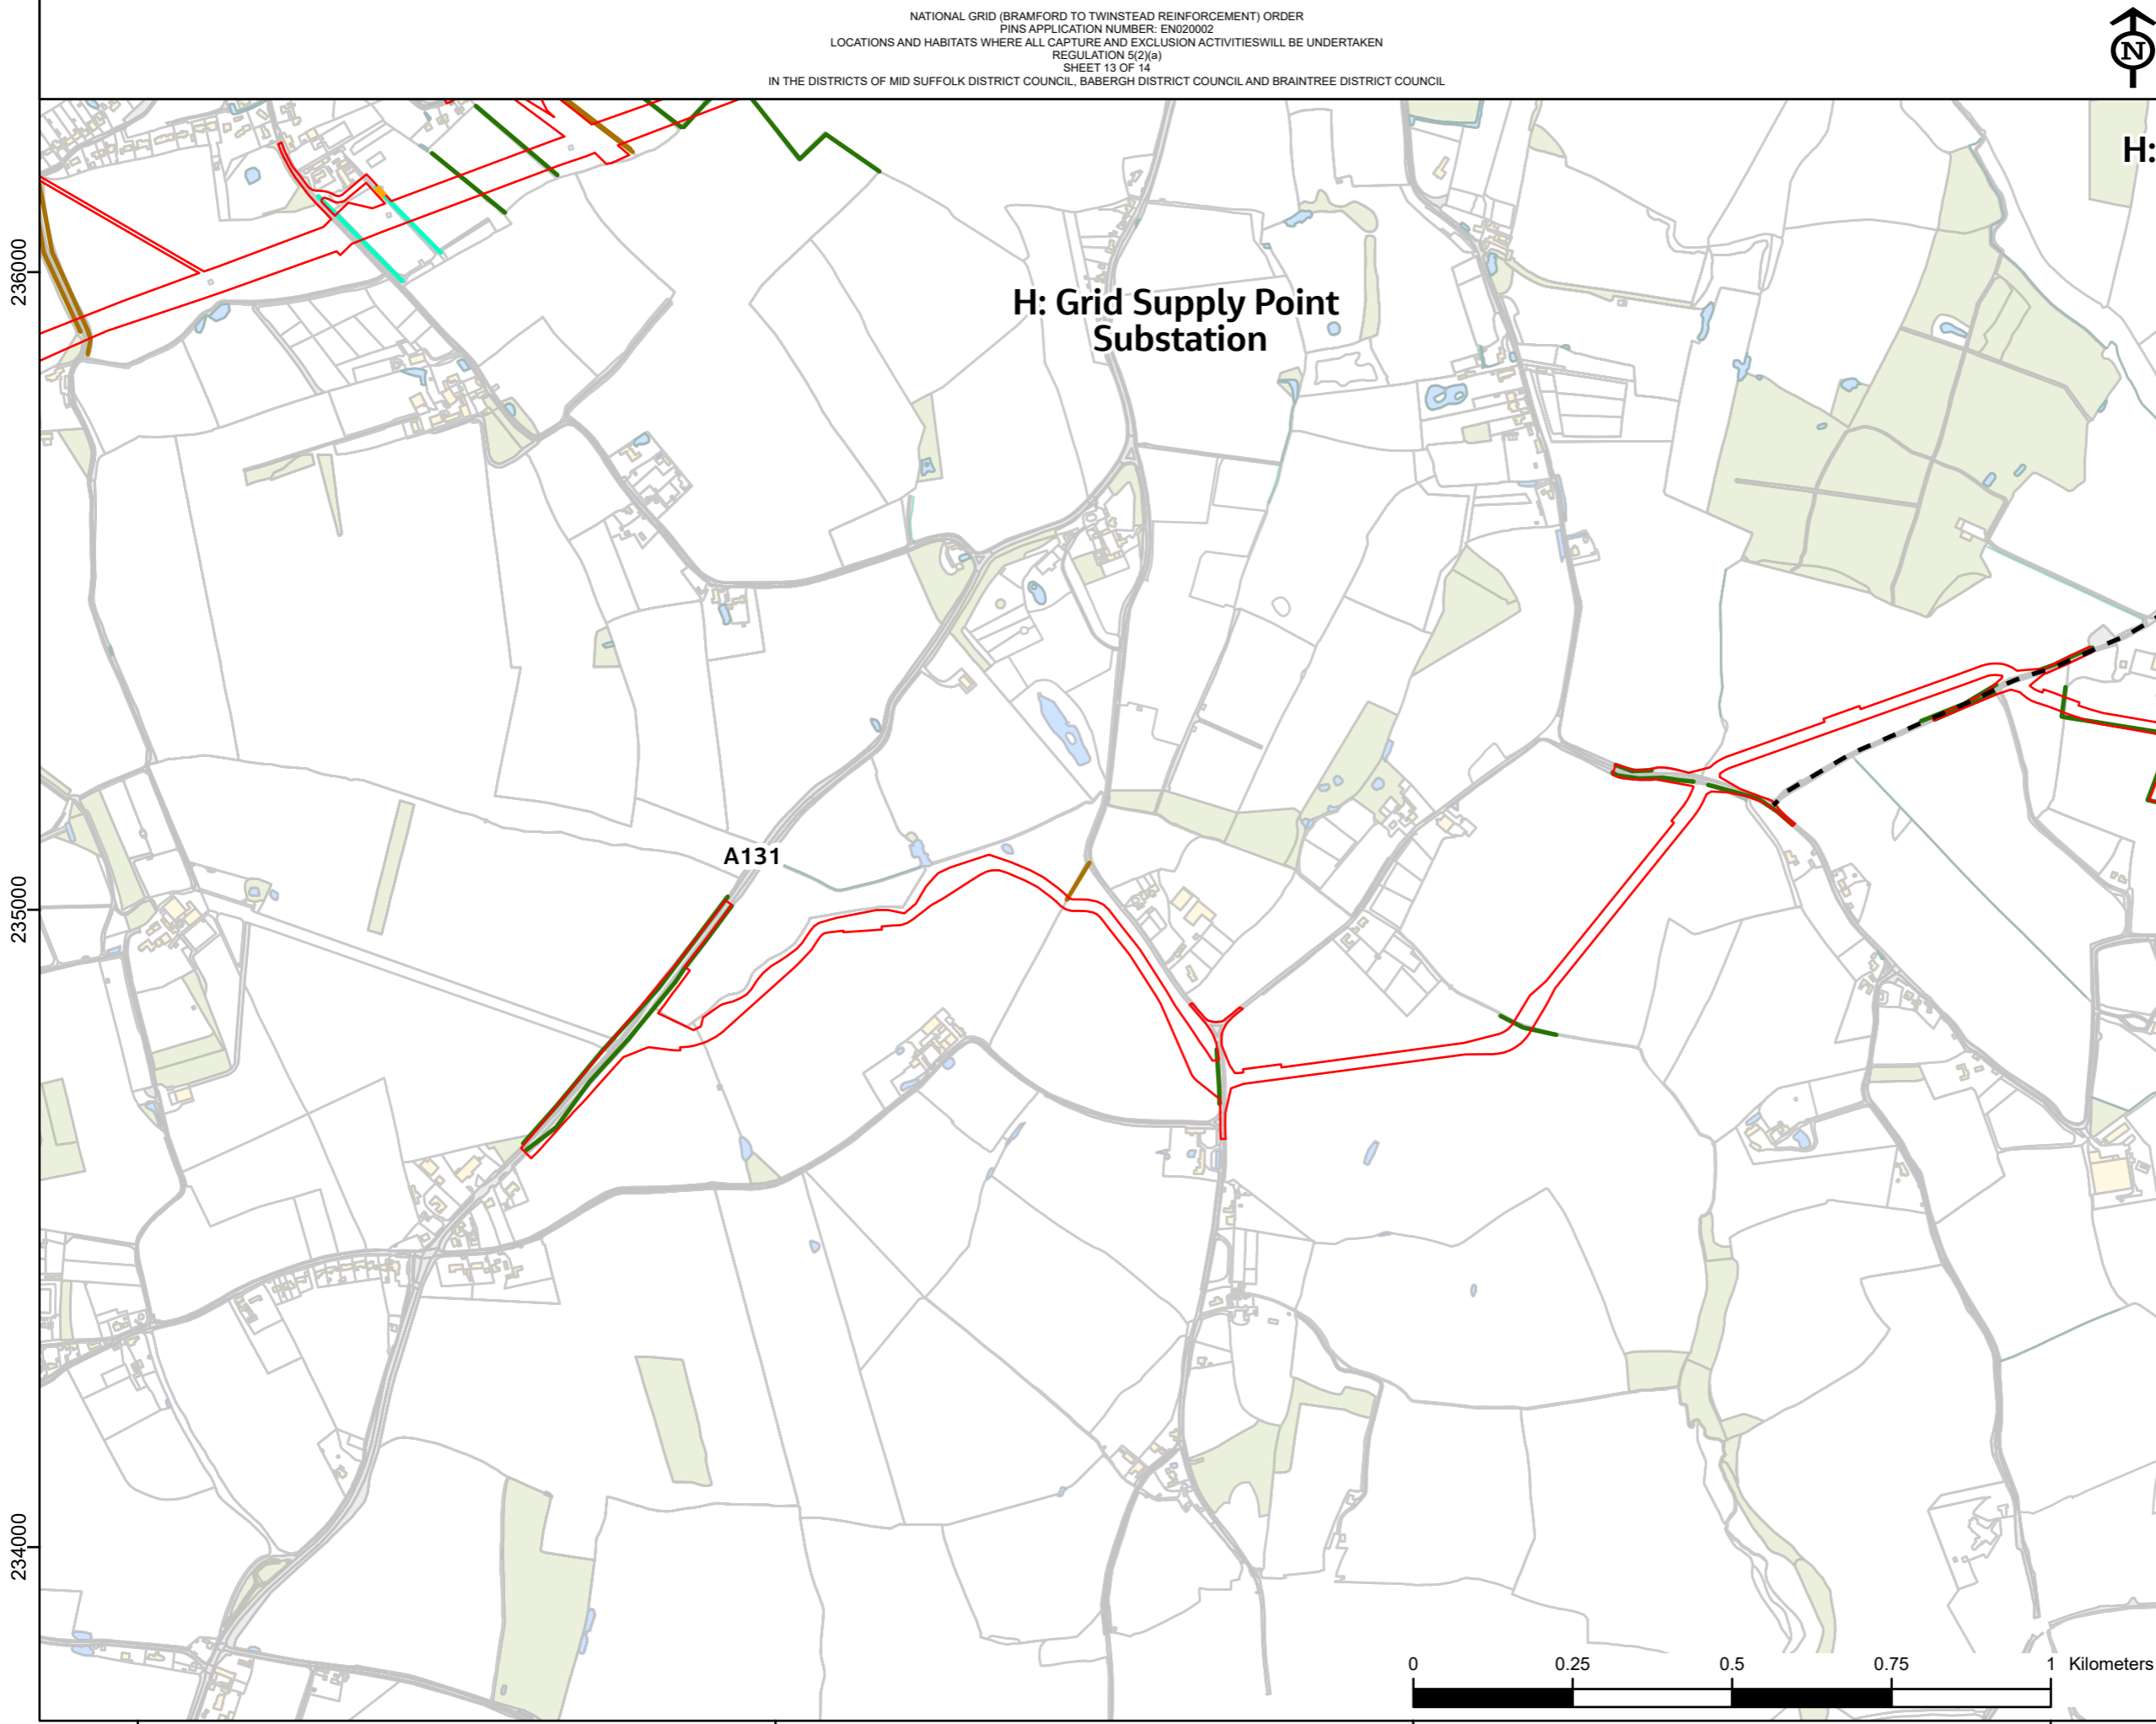 NATIONAL GRID (BRAMFORD TO TWINSTEAD REINFORCEMENT) ORDER
PINS APPLICATION NUMBER: EN020002
LOCATIONS AND HABITATS WHERE ALL CAPTURE AND EXCLUSION ACTIVITIESWILL BE UNDERTAKEN
REGULATION 5(2)(a)
SHEET 13 OF 14
IN THE DISTRICTS OF MID SUFFOLK DISTRICT COUNCIL, BABERGH DISTRICT COUNCIL AND BRAINTREE DISTRICT COUNCIL
N
H:
236000
H: Grid Supply Point
Substation
A131
235000
234000
0 0.25 0.5 0.75 1 Kilometers